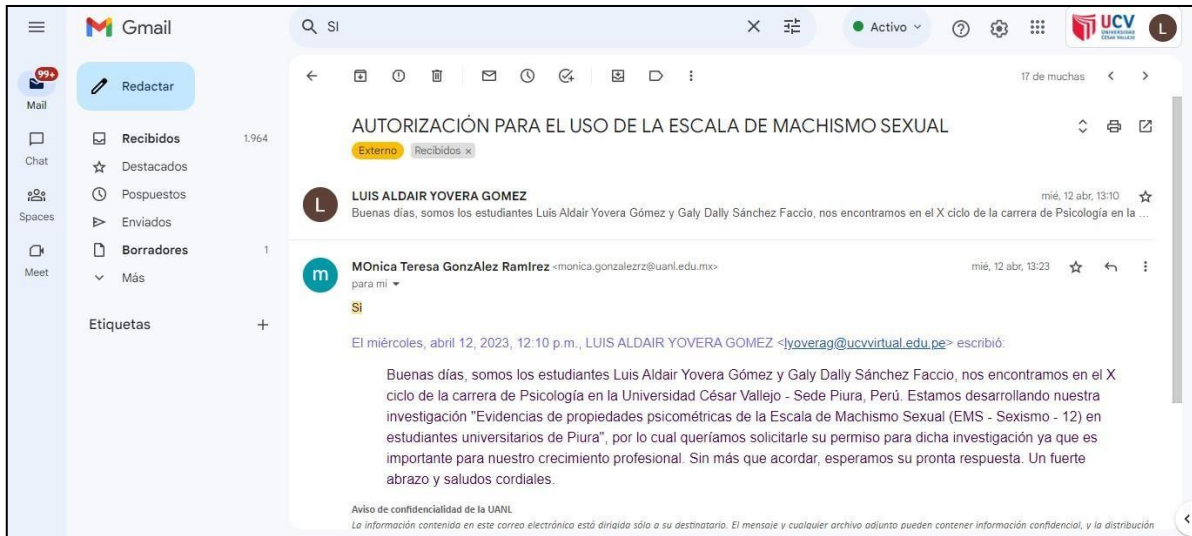 Gmail
SI
Activo
UCV
UNIVERSIDAD
CÉSAR VALLEJO
L
99+
Mail
Redactar
17 de muchas
Recibidos 1.964
Chat
Destacados
Pospuestos
Spaces
Enviados
Borradores 1
Meet
Más
Etiquetas
AUTORIZACIÓN PARA EL USO DE LA ESCALA DE MACHISMO SEXUAL
Externo Recibidos x
L
LUIS ALDAIR YOVERA GOMEZ mié, 12 abr, 13:10
Buenas días, somos los estudiantes Luis Aldair Yovera Gómez y Galy Dally Sánchez Faccio, nos encontramos en el X ciclo de la carrera de Psicología en la ...
m
MOnica Teresa GonzAlez RamIrez <monica.gonzalezrz@uanl.edu.mx> mié, 12 abr, 13:23
para mí
Si
El miércoles, abril 12, 2023, 12:10 p.m., LUIS ALDAIR YOVERA GOMEZ <lyoverag@ucvvirtual.edu.pe> escribió:
Buenas días, somos los estudiantes Luis Aldair Yovera Gómez y Galy Dally Sánchez Faccio, nos encontramos en el X
ciclo de la carrera de Psicología en la Universidad César Vallejo - Sede Piura, Perú. Estamos desarrollando nuestra
investigación "Evidencias de propiedades psicométricas de la Escala de Machismo Sexual (EMS - Sexismo - 12) en
estudiantes universitarios de Piura", por lo cual queríamos solicitarle su permiso para dicha investigación ya que es
importante para nuestro crecimiento profesional. Sin más que acordar, esperamos su pronta respuesta. Un fuerte
abrazo y saludos cordiales.
Aviso de confidencialidad de la UANL
La información contenida en este correo electrónico está dirigida sólo a su destinatario. El mensaje y cualquier archivo adjunto pueden contener información confidencial, y la distribución